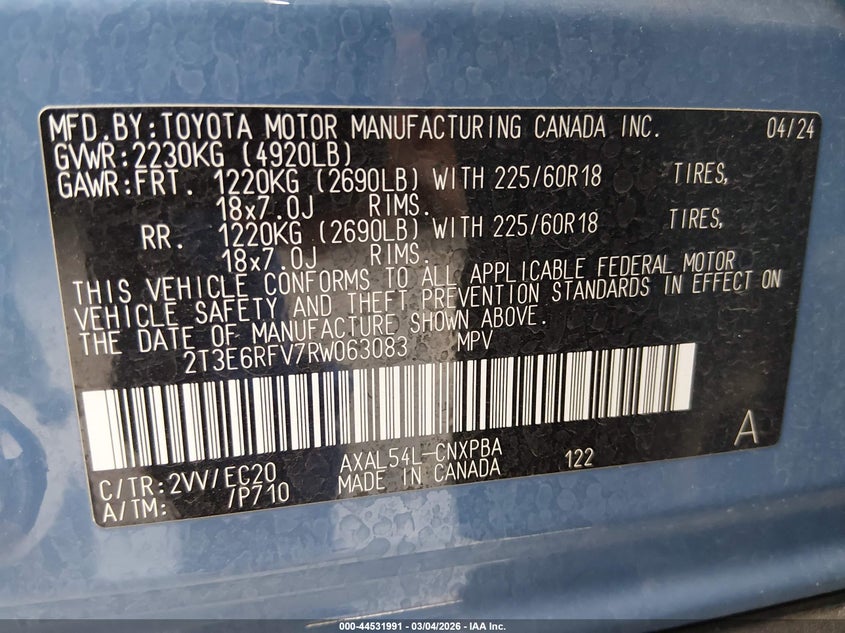 MFD.BY:TOYOTA MOTOR MANUFACTURING CANADA INC. 04/24
GVWR:2230KG (4920LB)
GAWR:FRT. 1220KG (2690LB) WITH 225/60R18 TIRES,
18x7.0J RIMS.
RR. 1220KG (2690LB) WITH 225/60R18 TIRES,
18x7.0J RIMS.
THIS VEHICLE CONFORMS TO ALL APPLICABLE FEDERAL MOTOR
VEHICLE SAFETY AND THEFT PREVENTION STANDARDS IN EFFECT ON
THE DATE OF MANUFACTURE SHOWN ABOVE.
2T3E6RFV7RW063083 MPV
A
C/TR:2VV/EC20 AXAL54L-CNXPBA 122
A/TM: /P710 MADE IN CANADA
000-44531991 - 03/04/2026 - IAA Inc.